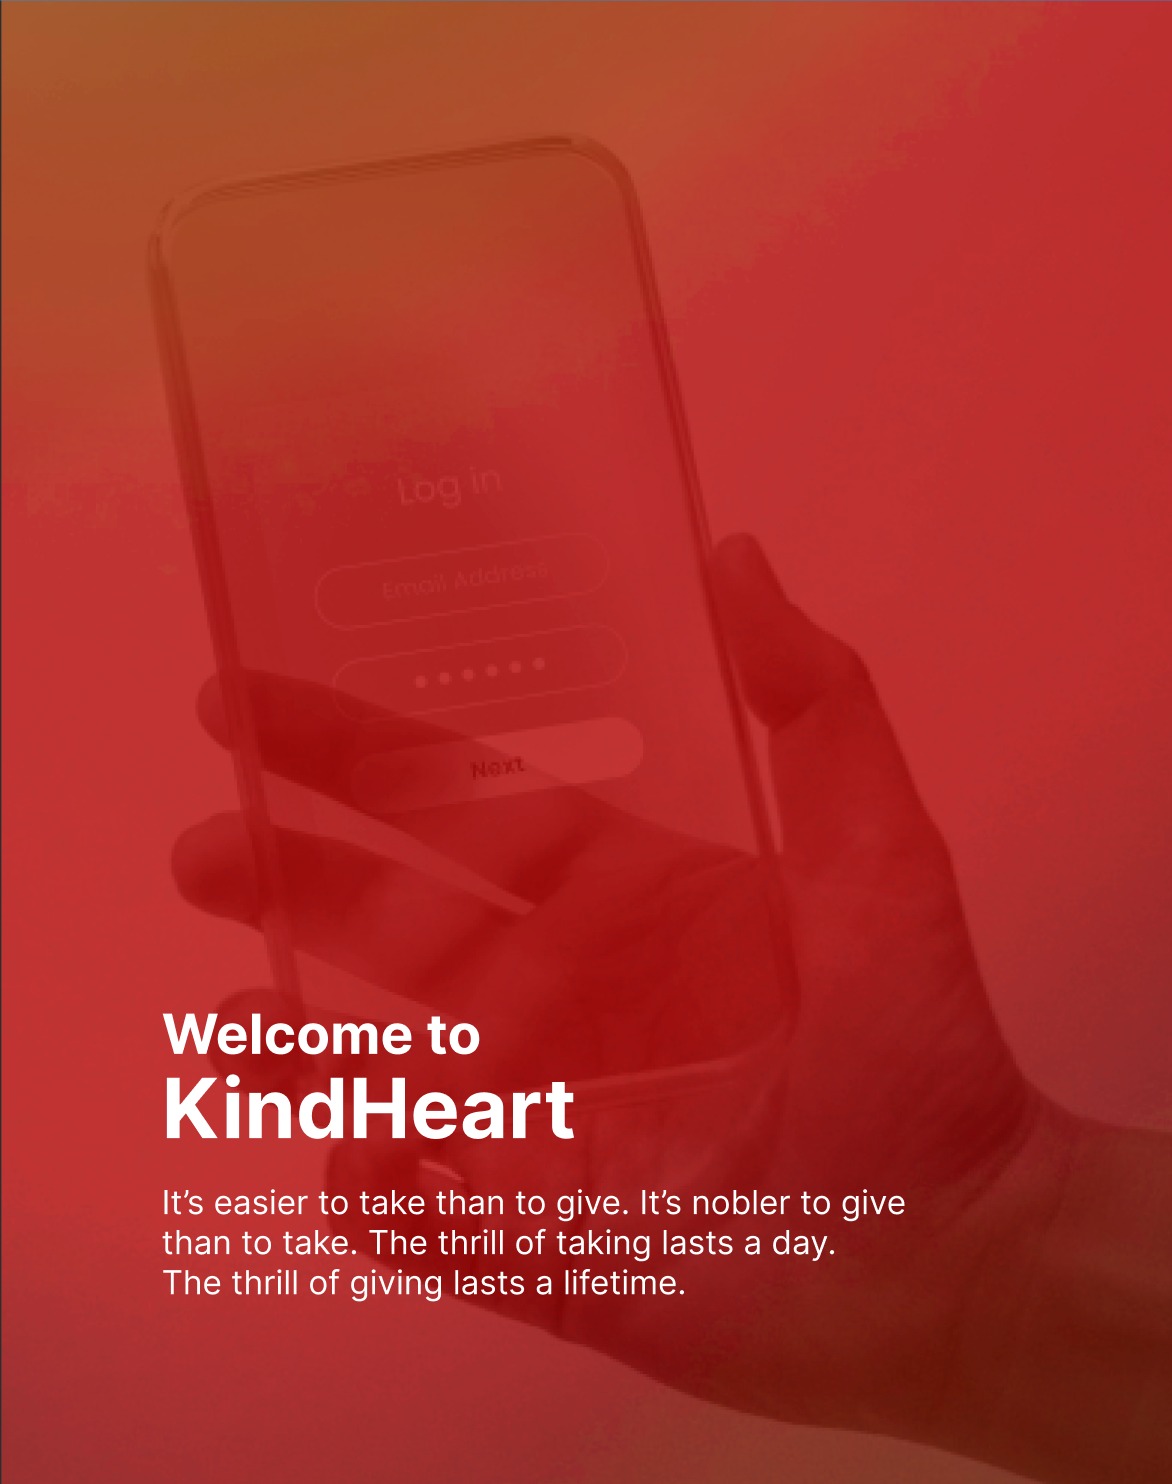 Log in
Email Address
Next
Welcome to
KindHeart
It’s easier to take than to give. It’s nobler to give
than to take. The thrill of taking lasts a day.
The thrill of giving lasts a lifetime.